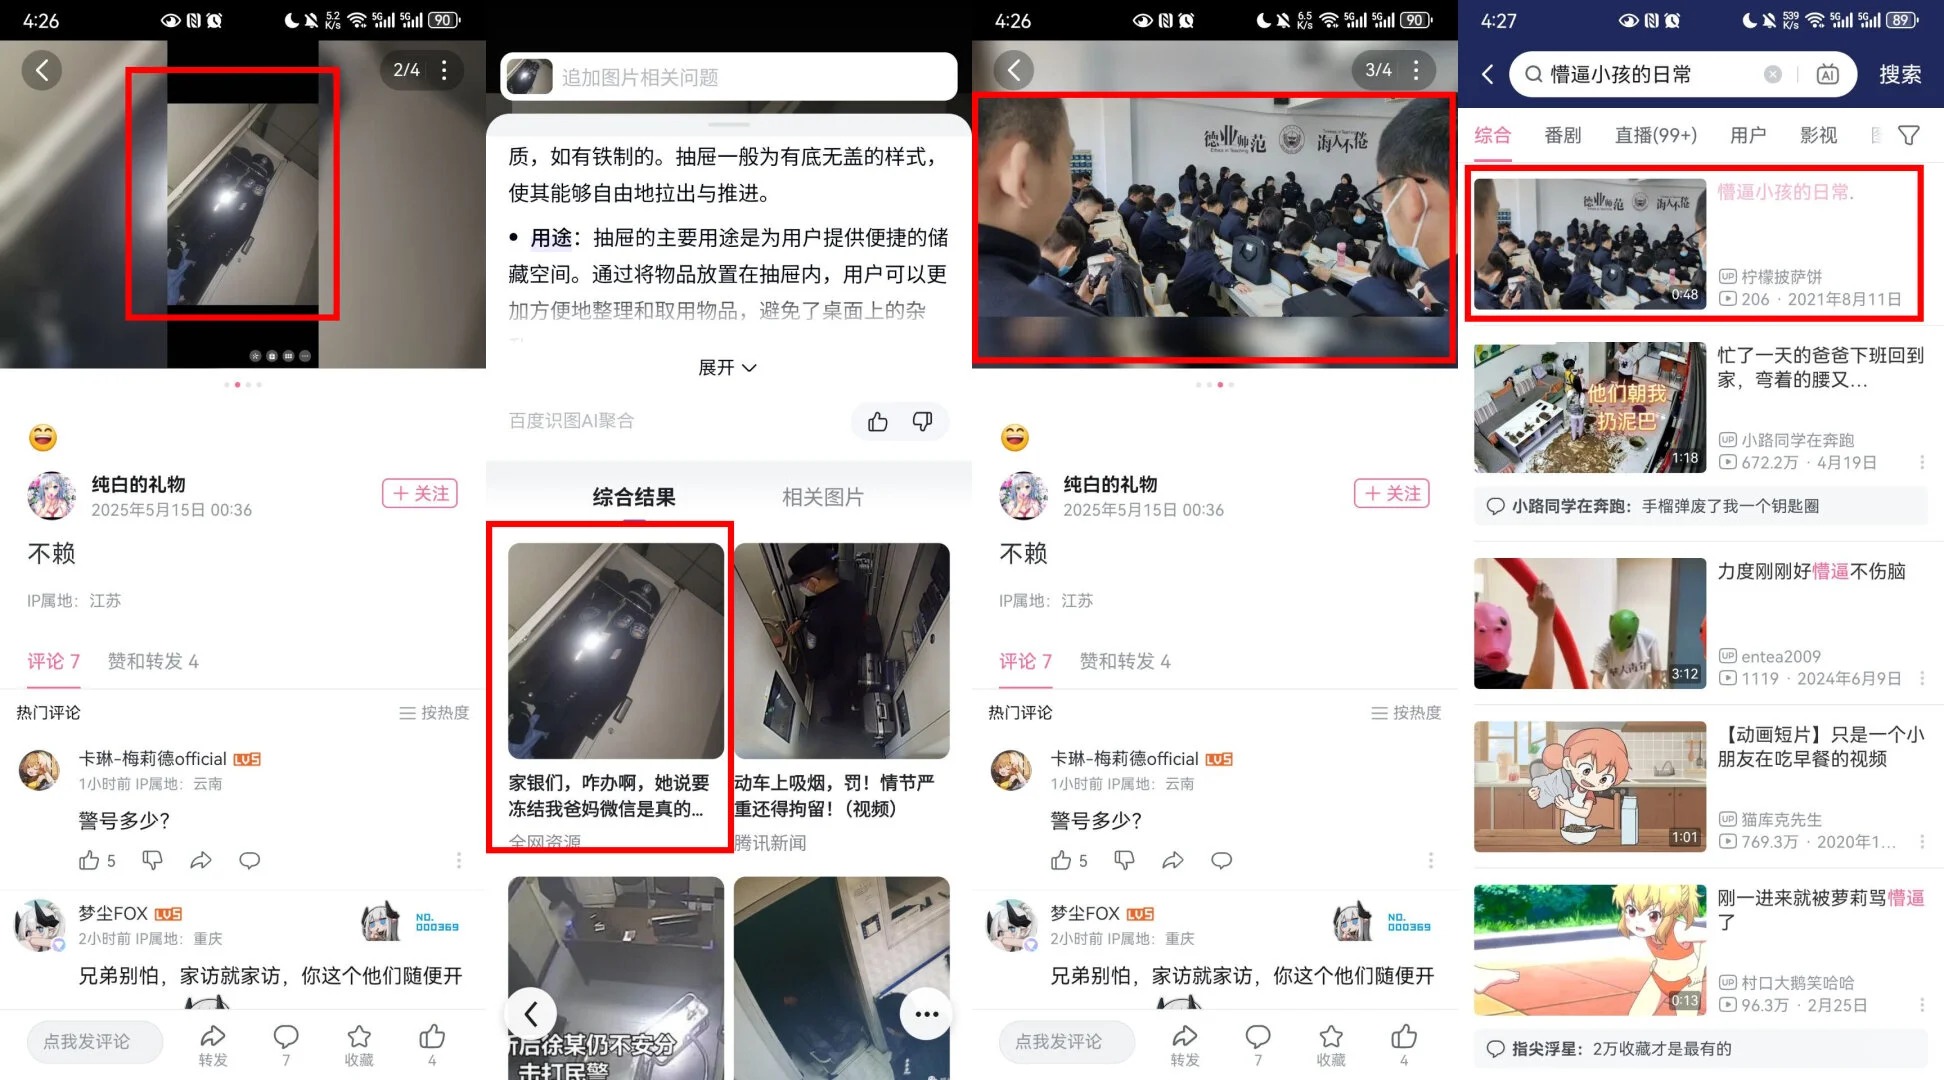 4:26
5.2
K/s
5G
5G
90
2/4
纯白的礼物
2025年5月15日 00:36
＋ 关注
不赖
IP属地：江苏
评论 7
赞和转发 4
热门评论
按热度
卡琳-梅莉德official LV5
1小时前 IP属地：云南
警号多少？
5
梦尘FOX LV5
NO.
000369
2小时前 IP属地：重庆
兄弟别怕，家访就家访，你这个他们随便开
点我发评论
转发
7
收藏
4
追加图片相关问题
质，如有铁制的。抽屉一般为有底无盖的样式，
使其能够自由地拉出与推进。
• 用途：抽屉的主要用途是为用户提供便捷的储
藏空间。通过将物品放置在抽屉内，用户可以更
加方便地整理和取用物品，避免了桌面上的杂
展开
百度识图AI聚合
综合结果
相关图片
家银们，咋办啊，她说要
冻结我爸妈微信是真的...
全网资源
动车上吸烟，罚！情节严
重还得拘留！（视频）
腾讯新闻
后徐某仍不安分
击打民警
4:26
6.5
K/s
5G
5G
90
3/4
德业师范
诲人不倦
纯白的礼物
2025年5月15日 00:36
＋ 关注
不赖
IP属地：江苏
评论 7
赞和转发 4
热门评论
按热度
卡琳-梅莉德official LV5
1小时前 IP属地：云南
警号多少？
5
梦尘FOX LV5
NO.
000369
2小时前 IP属地：重庆
兄弟别怕，家访就家访，你这个他们随便开
点我发评论
转发
7
收藏
4
4:27
539
K/s
5G
5G
89
懵逼小孩的日常
AI
搜索
综合
番剧
直播(99+)
用户
影视
德业师范
诲人不倦
0:48
懵逼小孩的日常.
UP 柠檬披萨饼
206 · 2021年8月11日
他们朝我
扔泥巴
1:18
忙了一天的爸爸下班回到
家，弯着的腰又...
UP 小路同学在奔跑
672.2万 · 4月19日
小路同学在奔跑：手榴弹废了我一个钥匙圈
3:12
力度刚刚好懵逼不伤脑
UP entea2009
1119 · 2024年6月9日
1:01
【动画短片】只是一个小
朋友在吃早餐的视频
UP 猫库克先生
769.3万 · 2020年1...
0:13
刚一进来就被萝莉骂懵逼
了
UP 村口大鹅笑哈哈
96.3万 · 2月25日
指尖浮星：2万收藏才是最有的